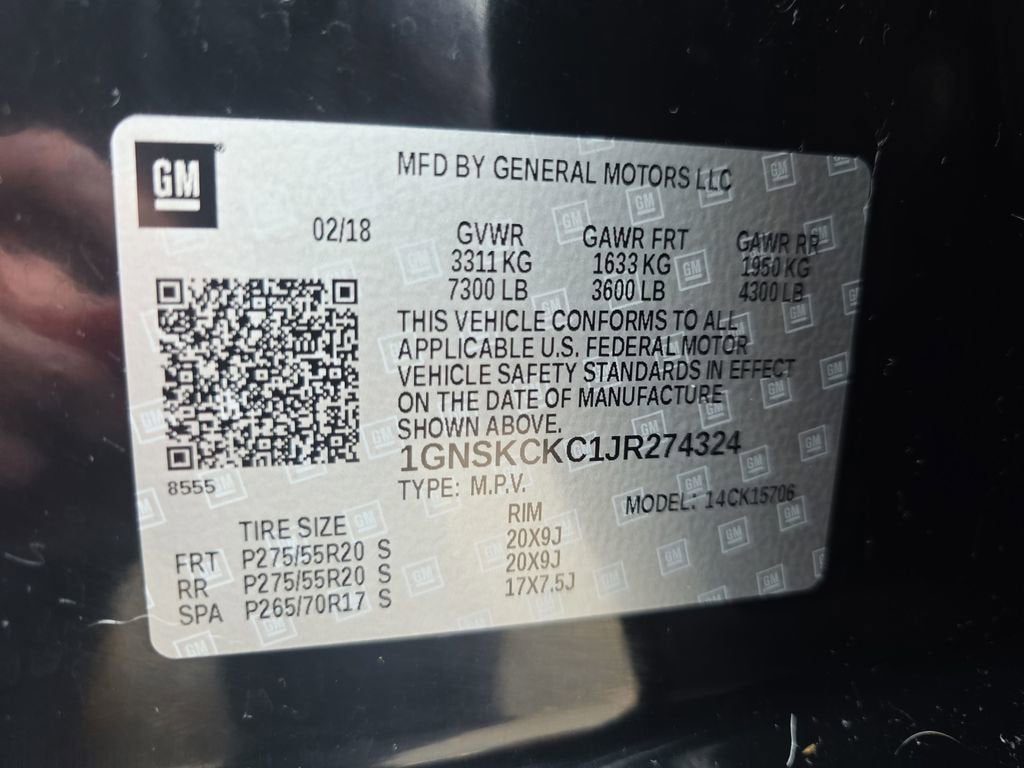 GM
MFD BY GENERAL MOTORS LLC
02/18 GVWR GAWR FRT GAWR RR
3311 KG 1633 KG 1950 KG
7300 LB 3600 LB 4300 LB
THIS VEHICLE CONFORMS TO ALL
APPLICABLE U.S. FEDERAL MOTOR
VEHICLE SAFETY STANDARDS IN EFFECT
ON THE DATE OF MANUFACTURE
SHOWN ABOVE.
1GNSKCKC1JR274324
8555
TYPE: M.P.V. MODEL: 14CK15706
TIRE SIZE RIM
FRT P275/55R20 S 20X9J
RR P275/55R20 S 20X9J
SPA P265/70R17 S 17X7.5J